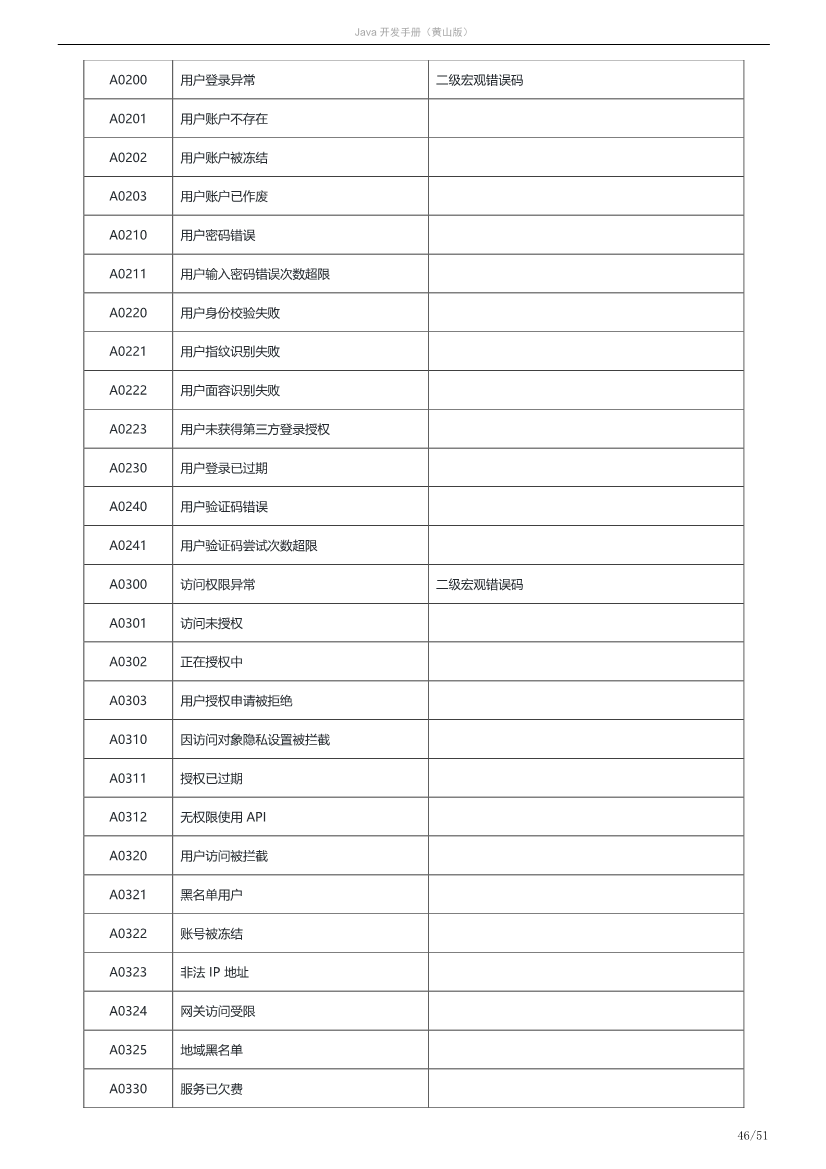 Java 开发手册（黄山版）
A0200 用户登录异常 二级宏观错误码
A0201 用户账户不存在
A0202 用户账户被冻结
A0203 用户账户已作废
A0210 用户密码错误
A0211 用户输入密码错误次数超限
A0220 用户身份校验失败
A0221 用户指纹识别失败
A0222 用户面容识别失败
A0223 用户未获得第三方登录授权
A0230 用户登录已过期
A0240 用户验证码错误
A0241 用户验证码尝试次数超限
A0300 访问权限异常 二级宏观错误码
A0301 访问未授权
A0302 正在授权中
A0303 用户授权申请被拒绝
A0310 因访问对象隐私设置被拦截
A0311 授权已过期
A0312 无权限使用 API
A0320 用户访问被拦截
A0321 黑名单用户
A0322 账号被冻结
A0323 非法 IP 地址
A0324 网关访问受限
A0325 地域黑名单
A0330 服务已欠费
46/51